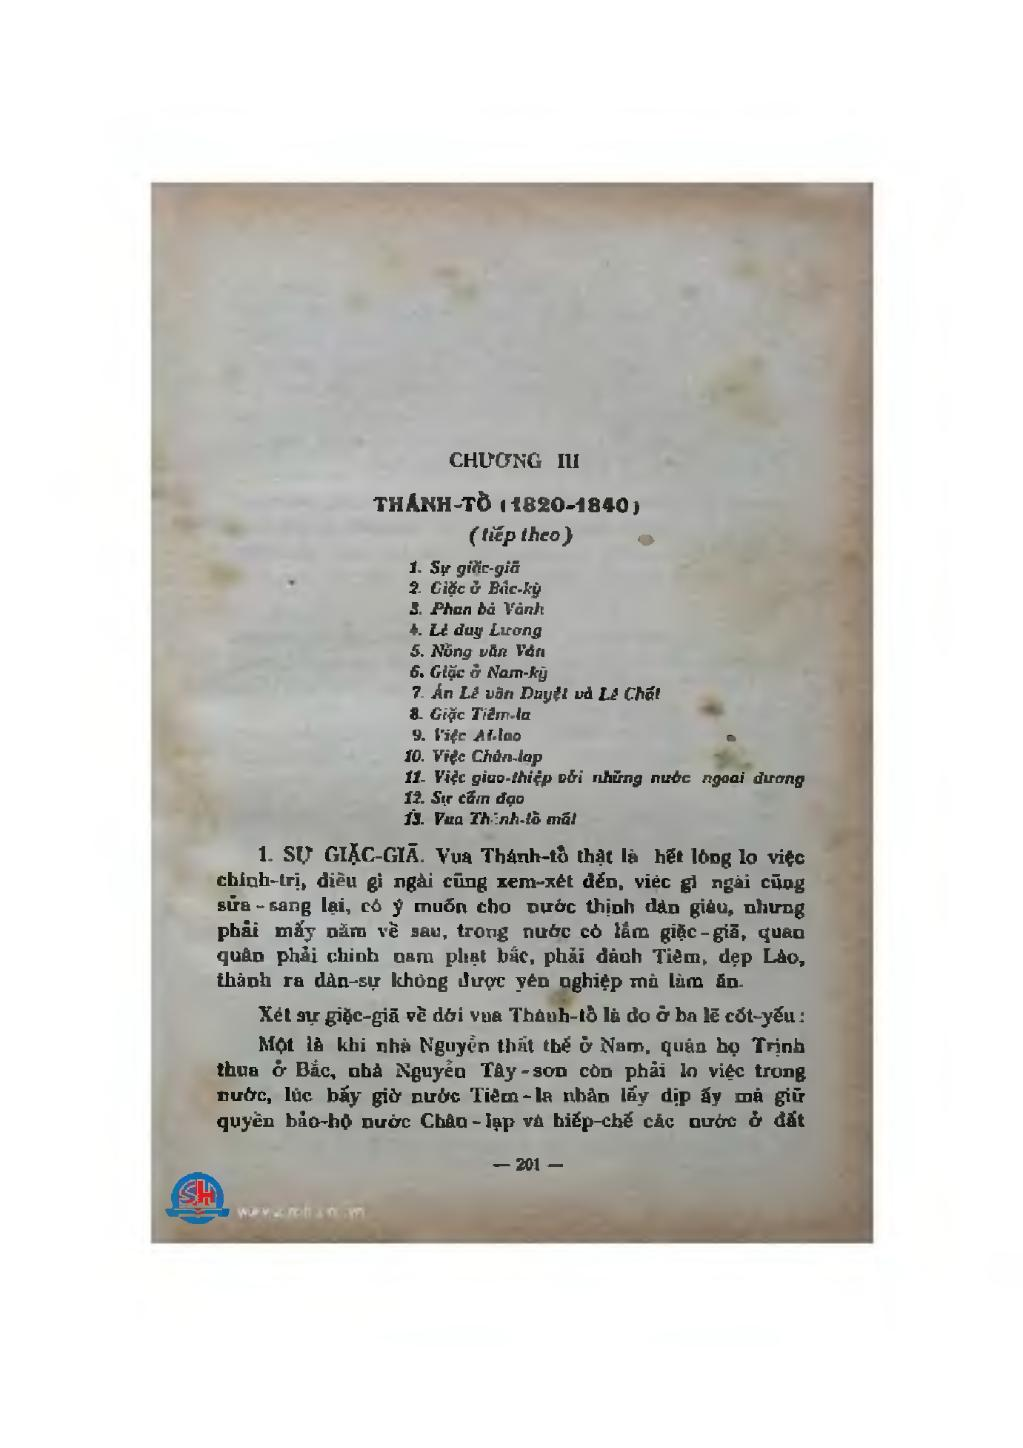 CHƯƠNG III
THÁNH-TỔ (1820-1840)
(tiếp theo)
1. Sự giặc-giã
2. Giặc ở Bắc-kỳ
3. Phan bá Vành
4. Lê duy Lương
5. Nông văn Vân
6. Giặc ở Nam-kỳ
7. Án Lê văn Duyệt và Lê Chất
8. Giặc Tiêm-la
9. Việc Ai-lao
10. Việc Chân-lạp
11. Việc giao-thiệp với những nước ngoại dương
12. Sự cấm đạo
13. Vua Thánh-tổ mất
1. SỰ GIẶC-GIÃ. Vua Thánh-tổ thật là hết lòng lo việc
chính-trị, điều gì ngài cũng xem-xét đến, việc gì ngài cũng
sửa-sang lại, có ý muốn cho nước thịnh dân giàu, nhưng
phải mấy năm về sau, trong nước có lắm giặc-giã, quan
quân phải chinh nam phạt bắc, phải đánh Tiêm, dẹp Lào,
thành ra dân-sự không được yên nghiệp mà làm ăn.
Xét sự giặc-giã về đời vua Thánh-tổ là do ở ba lẽ cốt-yếu :
Một là khi nhà Nguyễn thất thế ở Nam, quân họ Trịnh
thua ở Bắc, nhà Nguyễn Tây-sơn còn phải lo việc trong
nước, lúc bấy giờ nước Tiêm-la nhân lấy dịp ấy mà giữ
quyền bảo-hộ nước Chân-lạp và hiếp-chế các nước ở đất
— 201 —